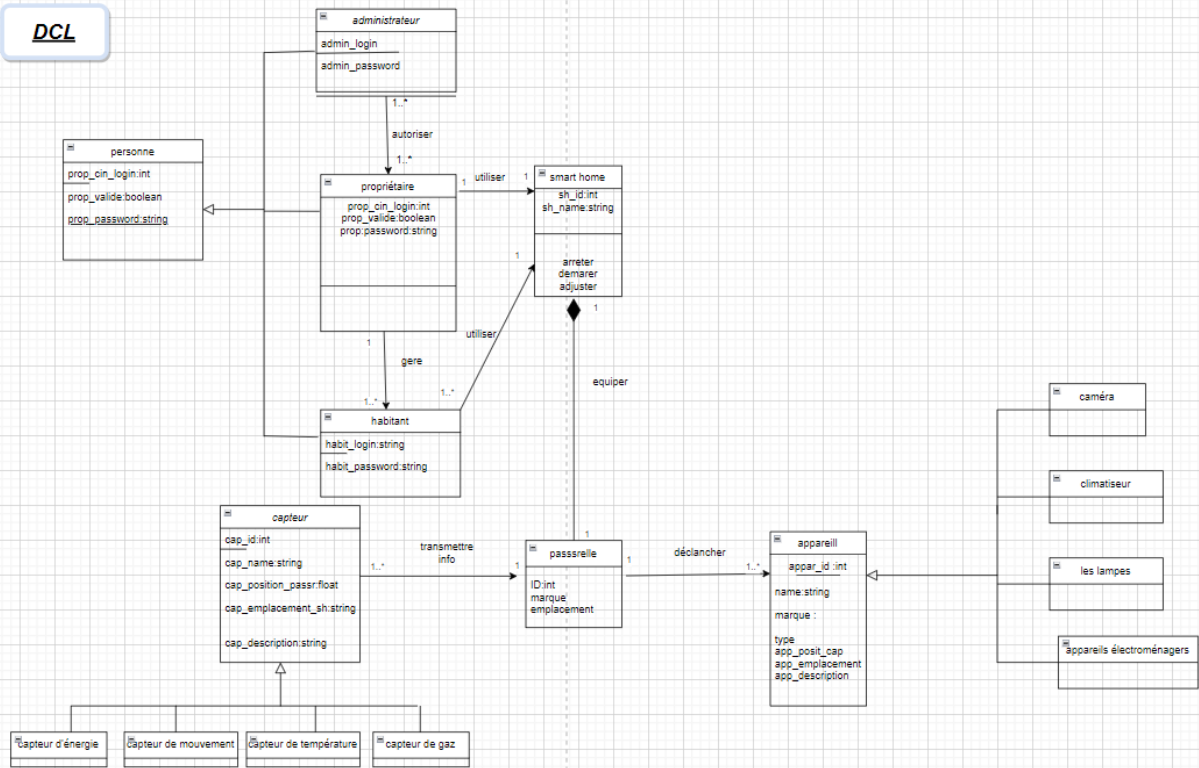 DCL
administrateur
admin_login
admin_password
1..*
autoriser
1..*
personne
prop_cin_login:int
prop_valide:boolean
prop_password:string
propriétaire
prop_cin_login:int
prop_valide:boolean
prop:password:string
1
utiliser
1
smart home
sh_id:int
sh_name:string
arreter
demarer
adjuster
1
gere
1..*
habitant
habit_login:string
habit_password:string
1..*
utiliser
1
1
equiper
1
capteur
cap_id:int
cap_name:string
cap_position_passr:float
cap_emplacement_sh:string
cap_description:string
1..*
transmettre
info
1
passsrelle
ID:int
marque
emplacement
1
déclancher
1..*
appareill
appar_id :int
name:string
marque :
type
app_posit_cap
app_emplacement
app_description
caméra
climatiseur
les lampes
appareils électroménagers
capteur d'énergie
capteur de mouvement
capteur de température
capteur de gaz